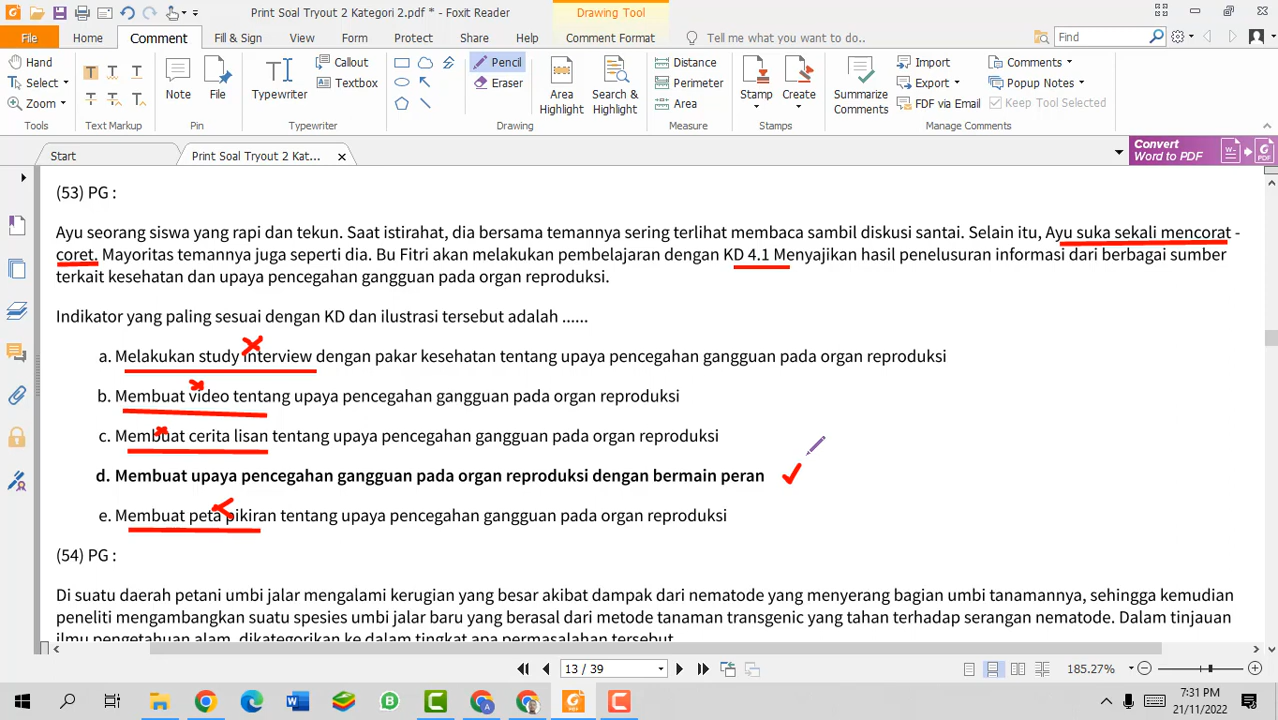 Print Soal Tryout 2 Kategori 2.pdf * - Foxit Reader
Drawing Tool
File Home Comment Fill & Sign View Form Protect Share Help Comment Format Tell me what you want to do... Find
Hand
Select
Zoom
Tools
Text Markup
Note
File
Pin
Typewriter
Callout
Textbox
Typewriter
Pencil
Eraser
Drawing
Area Highlight
Search & Highlight
Distance
Perimeter
Area
Measure
Stamp
Create
Stamps
Summarize Comments
Import
Export
FDF via Email
Comments
Popup Notes
Keep Tool Selected
Manage Comments
Start
Print Soal Tryout 2 Kat...
Convert
Word to PDF
(53) PG :
Ayu seorang siswa yang rapi dan tekun. Saat istirahat, dia bersama temannya sering terlihat membaca sambil diskusi santai. Selain itu, Ayu suka sekali mencorat -
coret. Mayoritas temannya juga seperti dia. Bu Fitri akan melakukan pembelajaran dengan KD 4.1 Menyajikan hasil penelusuran informasi dari berbagai sumber
terkait kesehatan dan upaya pencegahan gangguan pada organ reproduksi.
Indikator yang paling sesuai dengan KD dan ilustrasi tersebut adalah ......
a. Melakukan study interview dengan pakar kesehatan tentang upaya pencegahan gangguan pada organ reproduksi
b. Membuat video tentang upaya pencegahan gangguan pada organ reproduksi
c. Membuat cerita lisan tentang upaya pencegahan gangguan pada organ reproduksi
d. Membuat upaya pencegahan gangguan pada organ reproduksi dengan bermain peran
e. Membuat peta pikiran tentang upaya pencegahan gangguan pada organ reproduksi
(54) PG :
Di suatu daerah petani umbi jalar mengalami kerugian yang besar akibat dampak dari nematode yang menyerang bagian umbi tanamannya, sehingga kemudian
peneliti mengambangkan suatu spesies umbi jalar baru yang berasal dari metode tanaman transgenic yang tahan terhadap serangan nematode. Dalam tinjauan
ilmu pengetahuan alam, dikategorikan ke dalam tingkat apa permasalahan tersebut
13 / 39
185.27%
7:31 PM
21/11/2022